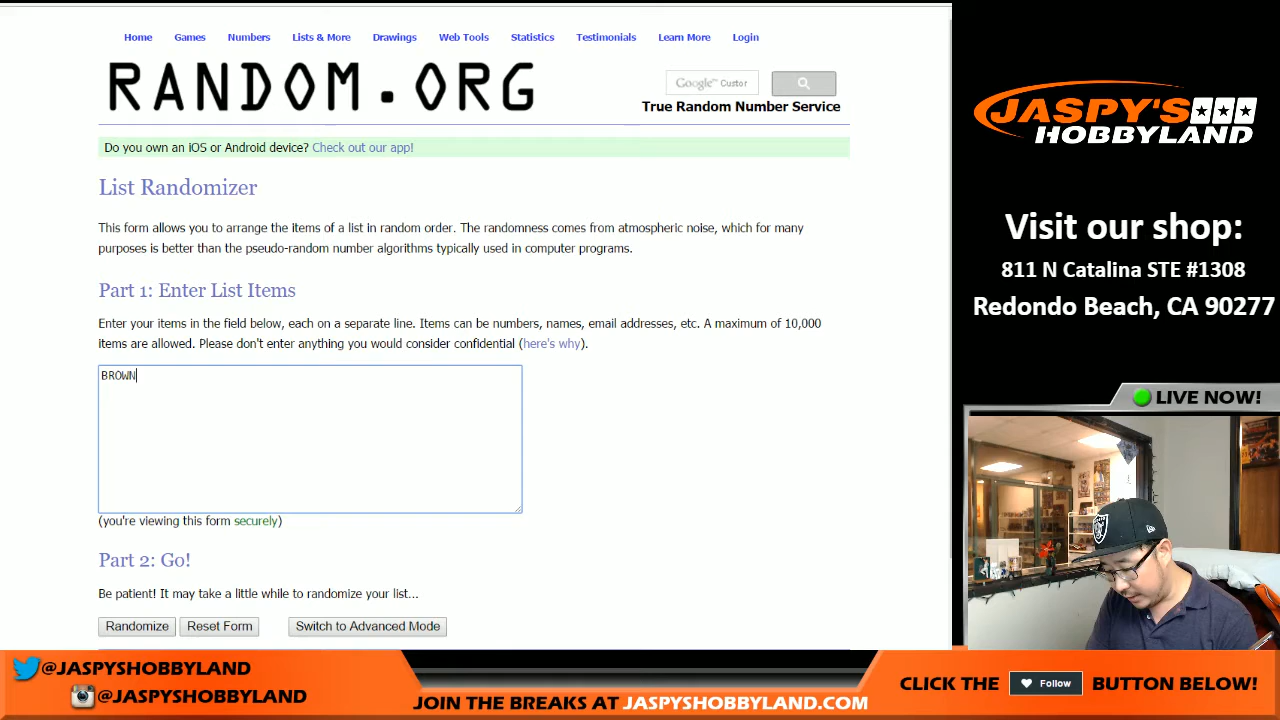 Home Games Numbers Lists & More Drawings Web Tools Statistics Testimonials Learn More Login
RANDOM.ORG
Google™ Custor
True Random Number Service
Do you own an iOS or Android device? Check out our app!
List Randomizer
This form allows you to arrange the items of a list in random order. The randomness comes from atmospheric noise, which for many
purposes is better than the pseudo-random number algorithms typically used in computer programs.
Part 1: Enter List Items
Enter your items in the field below, each on a separate line. Items can be numbers, names, email addresses, etc. A maximum of 10,000
items are allowed. Please don't enter anything you would consider confidential (here's why).
BROWN
(you're viewing this form securely)
Part 2: Go!
Be patient! It may take a little while to randomize your list...
Randomize Reset Form Switch to Advanced Mode
JASPY'S
HOBBYLAND
Visit our shop:
811 N Catalina STE #1308
Redondo Beach, CA 90277
LIVE NOW!
@JASPYSHOBBYLAND
@JASPYSHOBBYLAND
JOIN THE BREAKS AT JASPYSHOBBYLAND.COM
CLICK THE Follow BUTTON BELOW!